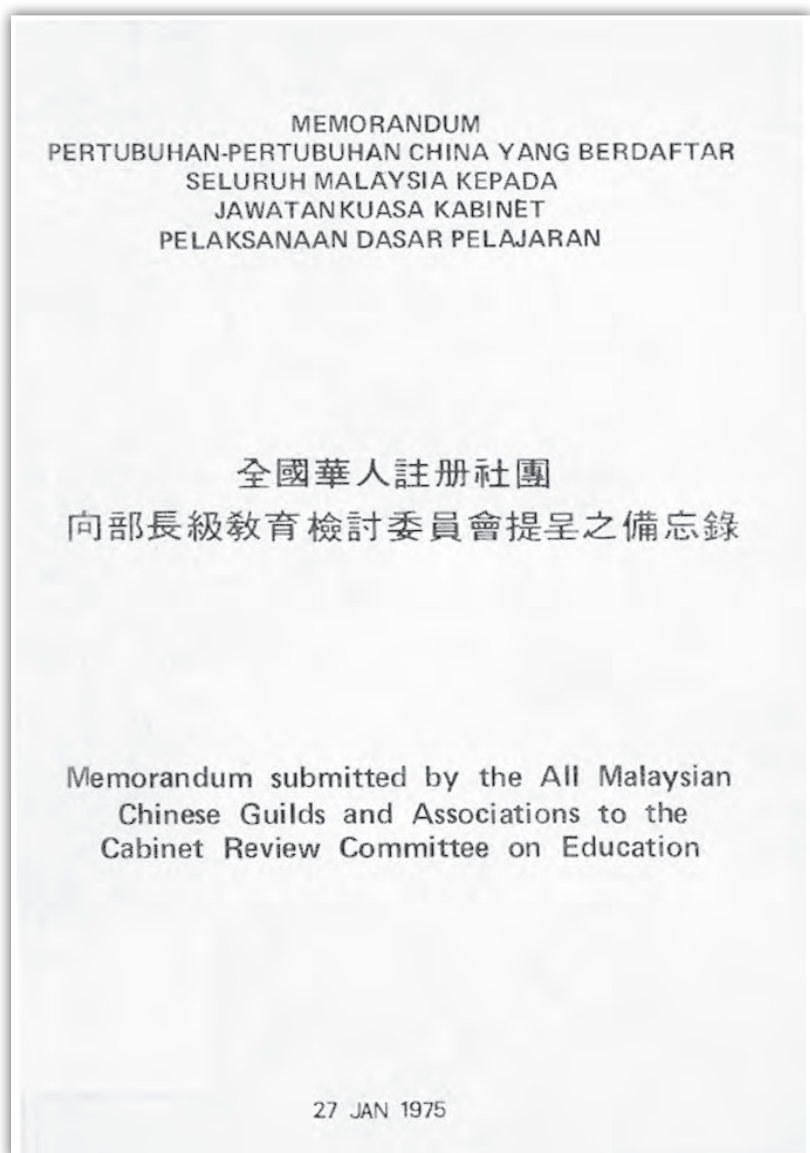 MEMORANDUM
PERTUBUHAN-PERTUBUHAN CHINA YANG BERDAFTAR
SELURUH MALAYSIA KEPADA
JAWATANKUASA KABINET
PELAKSANAAN DASAR PELAJARAN
全國華人註册社團
向部長級敎育檢討委員會提呈之備忘錄
Memorandum submitted by the All Malaysian
Chinese Guilds and Associations to the
Cabinet Review Committee on Education
27 JAN 1975